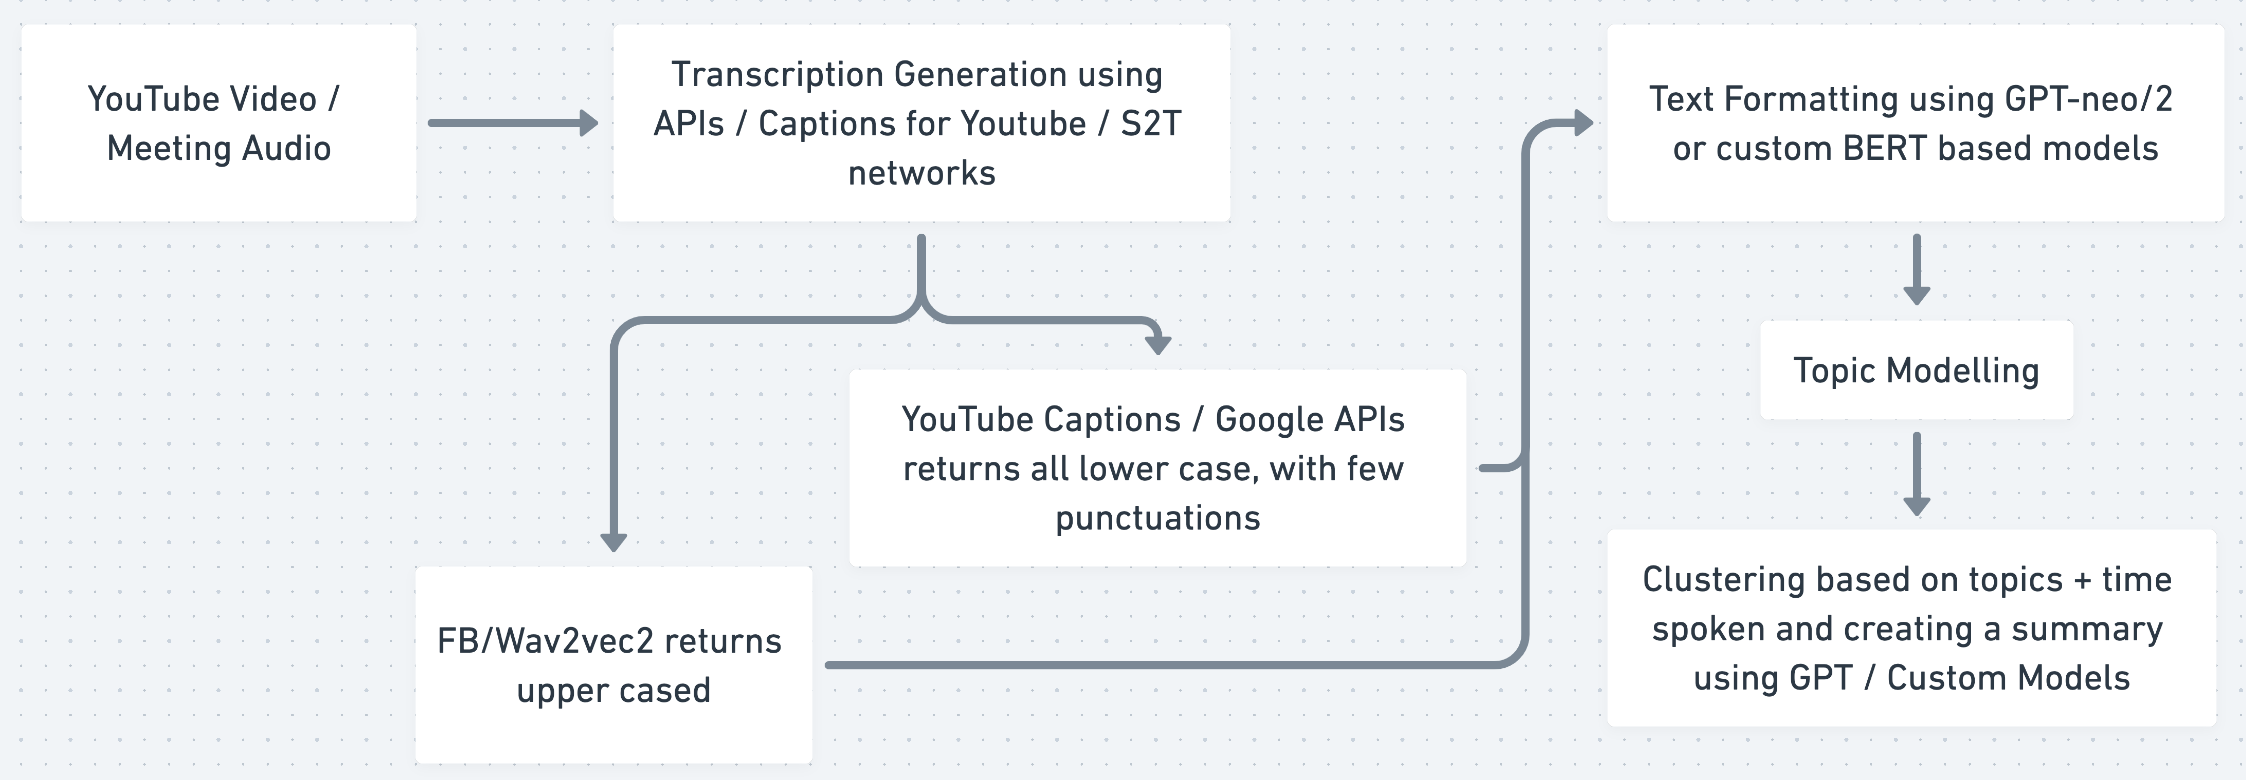 YouTube Video /
Meeting Audio
Transcription Generation using
APIs / Captions for Youtube / S2T
networks
YouTube Captions / Google APIs
returns all lower case, with few
punctuations
FB/Wav2vec2 returns
upper cased
Text Formatting using GPT-neo/2
or custom BERT based models
Topic Modelling
Clustering based on topics + time
spoken and creating a summary
using GPT / Custom Models